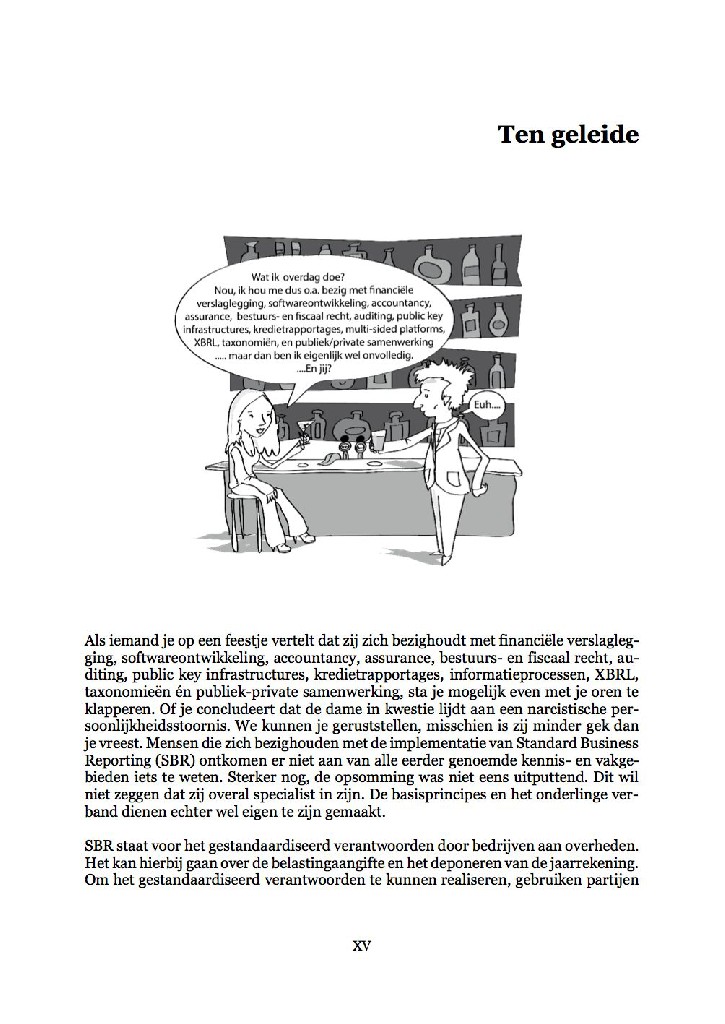 Ten geleide
Wat ik overdag doe?
Nou, ik hou me dus o.a. bezig met financiële
verslaglegging, softwareontwikkeling, accountancy,
assurance, bestuurs- en fiscaal recht, auditing, public key
infrastructures, kredietrapportages, multi-sided platforms,
XBRL, taxonomiën, en publiek/private samenwerking
..... maar dan ben ik eigenlijk wel onvolledig.
....En jij?
Euh....
Als iemand je op een feestje vertelt dat zij zich bezighoudt met financiële verslagleg-
ging, softwareontwikkeling, accountancy, assurance, bestuurs- en fiscaal recht, au-
diting, public key infrastructures, kredietrapportages, informatieprocessen, XBRL,
taxonomieën én publiek-private samenwerking, sta je mogelijk even met je oren te
klapperen. Of je concludeert dat de dame in kwestie lijdt aan een narcistische per-
soonlijkheidsstoornis. We kunnen je geruststellen, misschien is zij minder gek dan
je vreest. Mensen die zich bezighouden met de implementatie van Standard Business
Reporting (SBR) ontkomen er niet aan van alle eerder genoemde kennis- en vakge-
bieden iets te weten. Sterker nog, de opsomming was niet eens uitputtend. Dit wil
niet zeggen dat zij overal specialist in zijn. De basisprincipes en het onderlinge ver-
band dienen echter wel eigen te zijn gemaakt.
SBR staat voor het gestandaardiseerd verantwoorden door bedrijven aan overheden.
Het kan hierbij gaan over de belastingaangifte en het deponeren van de jaarrekening.
Om het gestandaardiseerd verantwoorden te kunnen realiseren, gebruiken partijen
XV